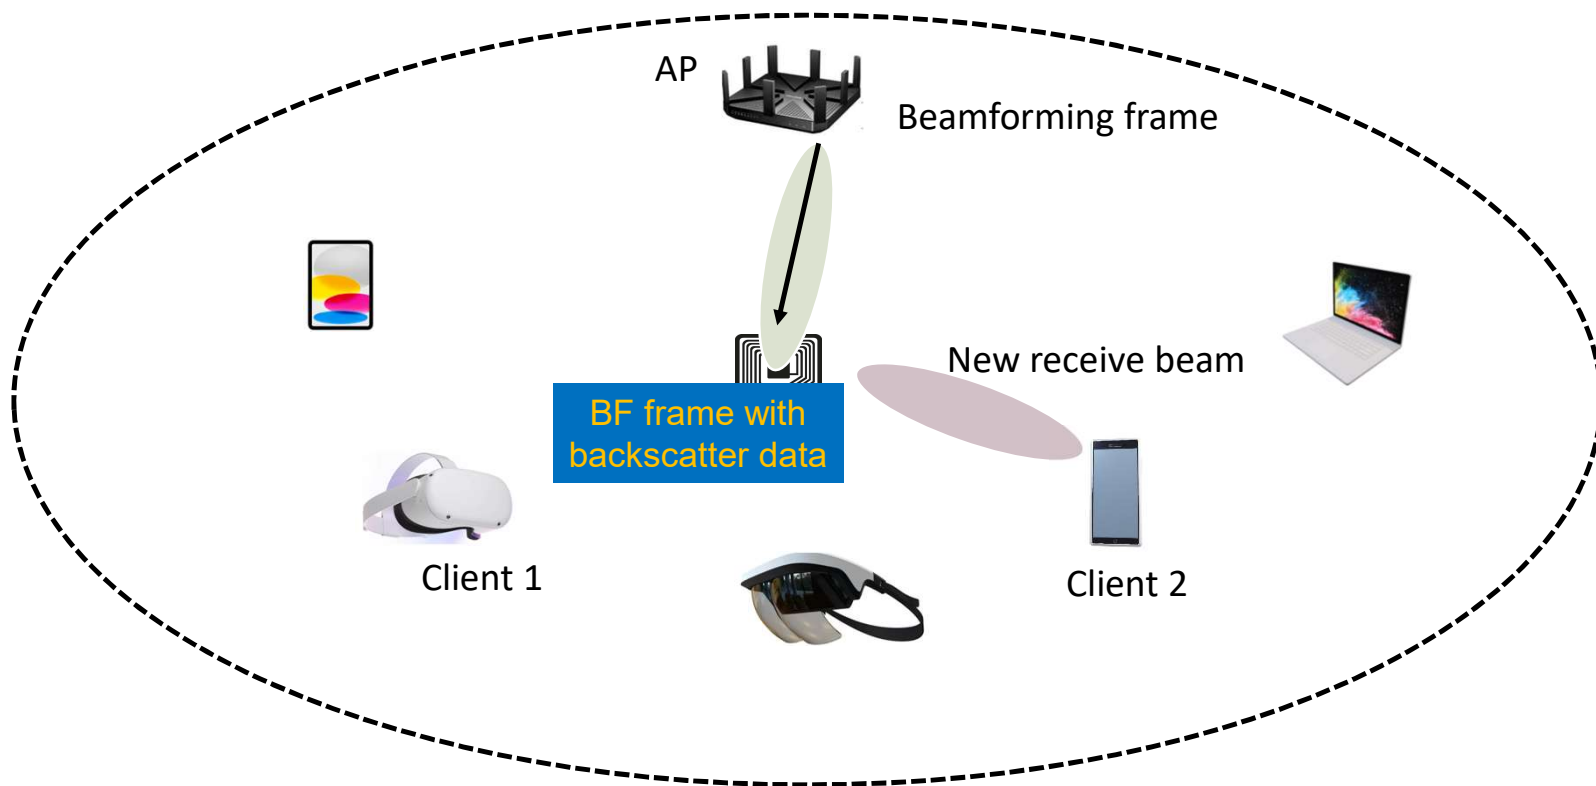 AP
Beamforming frame
New receive beam
BF frame with
backscatter data
Client 1
Client 2